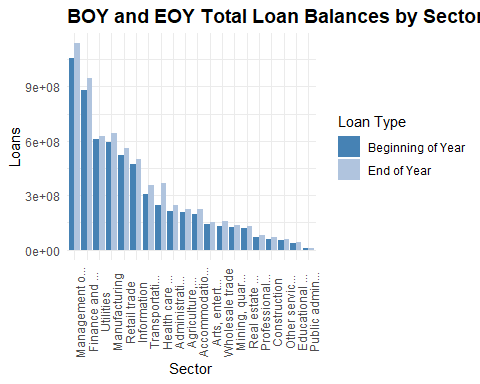 BOY and EOY Total Loan Balances by Sector
Loans
9e+08
6e+08
3e+08
0e+00
Management o...
Finance and ...
Utilities
Manufacturing
Retail trade
Information
Transportati...
Health care ...
Administrati...
Agriculture,...
Accommodatio...
Arts, entert...
Wholesale trade
Mining, quar...
Real estate ...
Professional...
Construction
Other servic...
Educational ...
Public admin...
Sector
Loan Type
Beginning of Year
End of Year